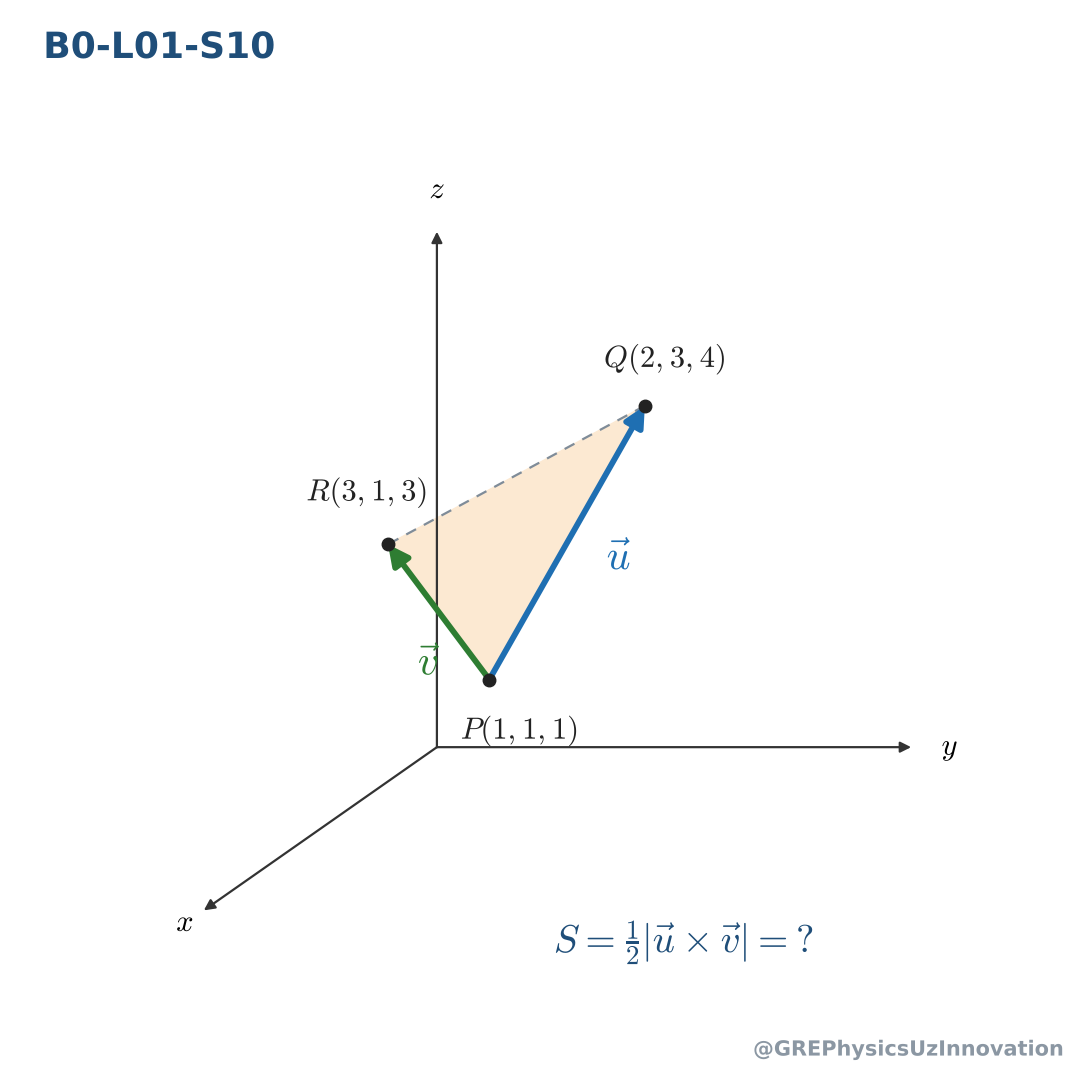 B0-L01-S10
z
Q(2, 3, 4)
R(3, 1, 3)
u⃗
v⃗
P(1, 1, 1)
y
x
S = ½|u⃗ × v⃗| = ?
@GREPhysicsUzInnovation